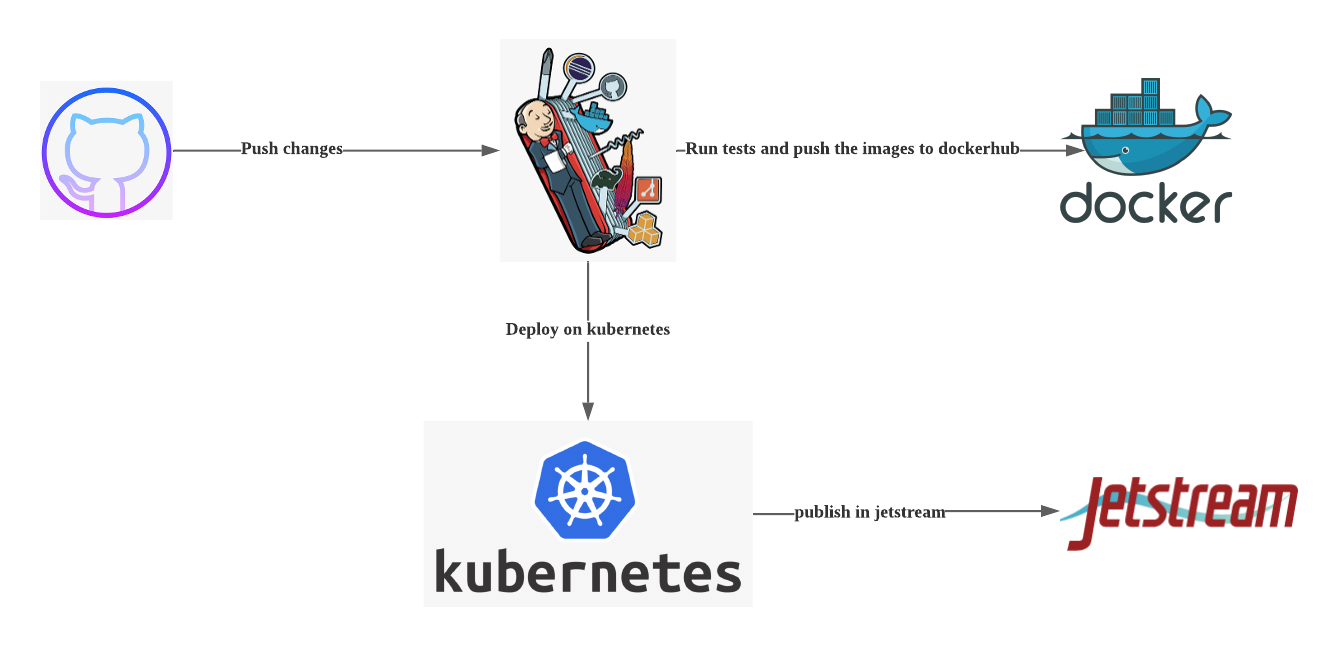 Push changes
Run tests and push the images to dockerhub
docker
Deploy on kubernetes
kubernetes
publish in jetstream
Jetstream